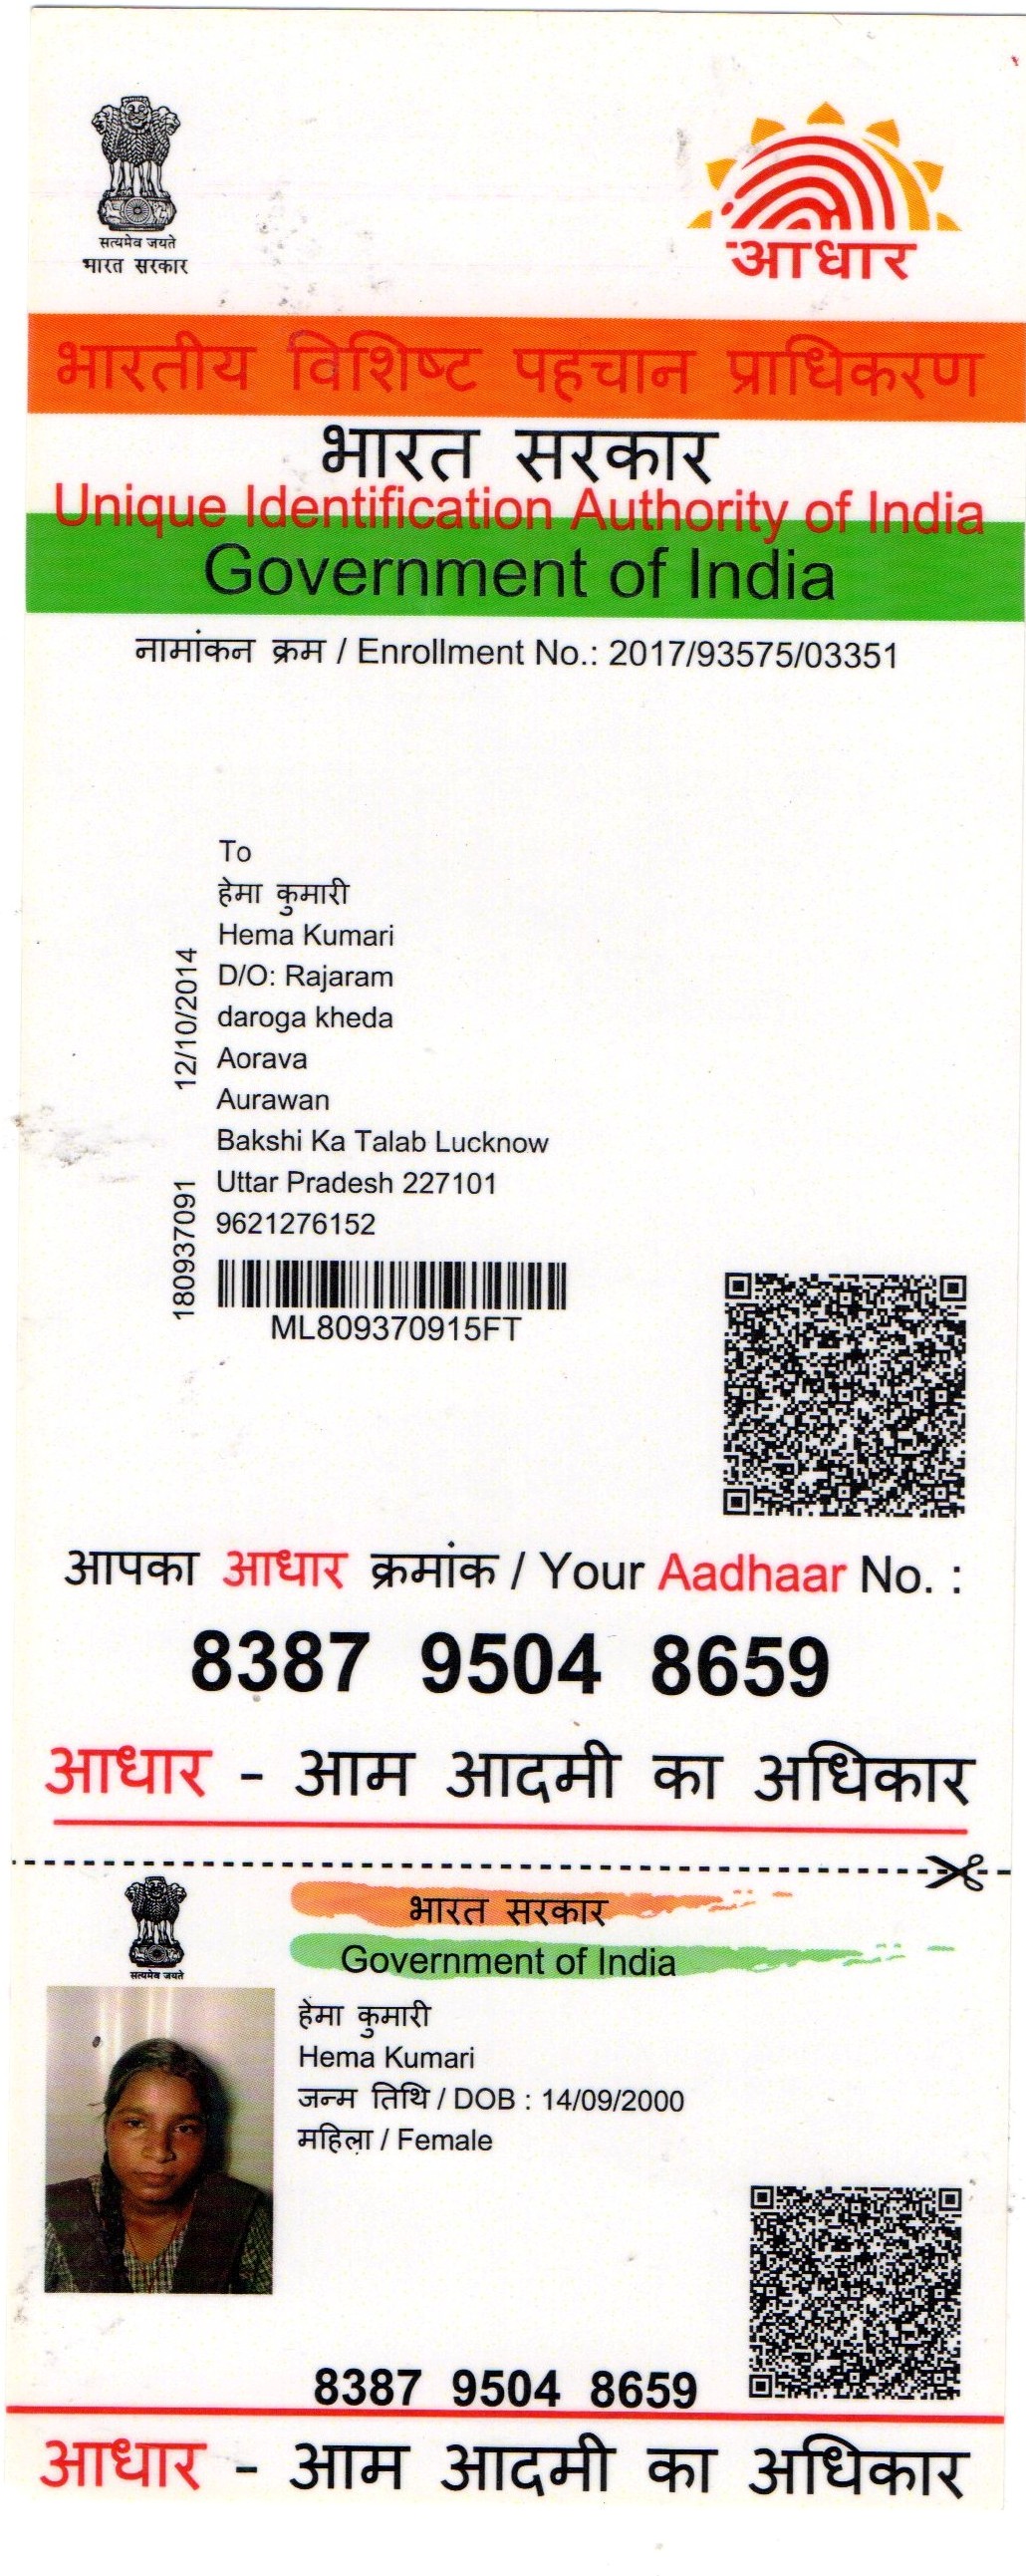 सत्यमेव जयते
भारत सरकार
आधार
भारतीय विशिष्ट पहचान प्राधिकरण
भारत सरकार
Unique Identification Authority of India
Government of India
नामांकन क्रम / Enrollment No.: 2017/93575/03351
To
हेमा कुमारी
Hema Kumari
D/O: Rajaram
daroga kheda
Aorava
Aurawan
Bakshi Ka Talab Lucknow
Uttar Pradesh 227101
9621276152
12/10/2014
180937091
ML809370915FT
आपका आधार क्रमांक / Your Aadhaar No. :
8387 9504 8659
आधार - आम आदमी का अधिकार
सत्यमेव जयते
भारत सरकार
Government of India
हेमा कुमारी
Hema Kumari
जन्म तिथि / DOB : 14/09/2000
महिला / Female
8387 9504 8659
आधार - आम आदमी का अधिकार